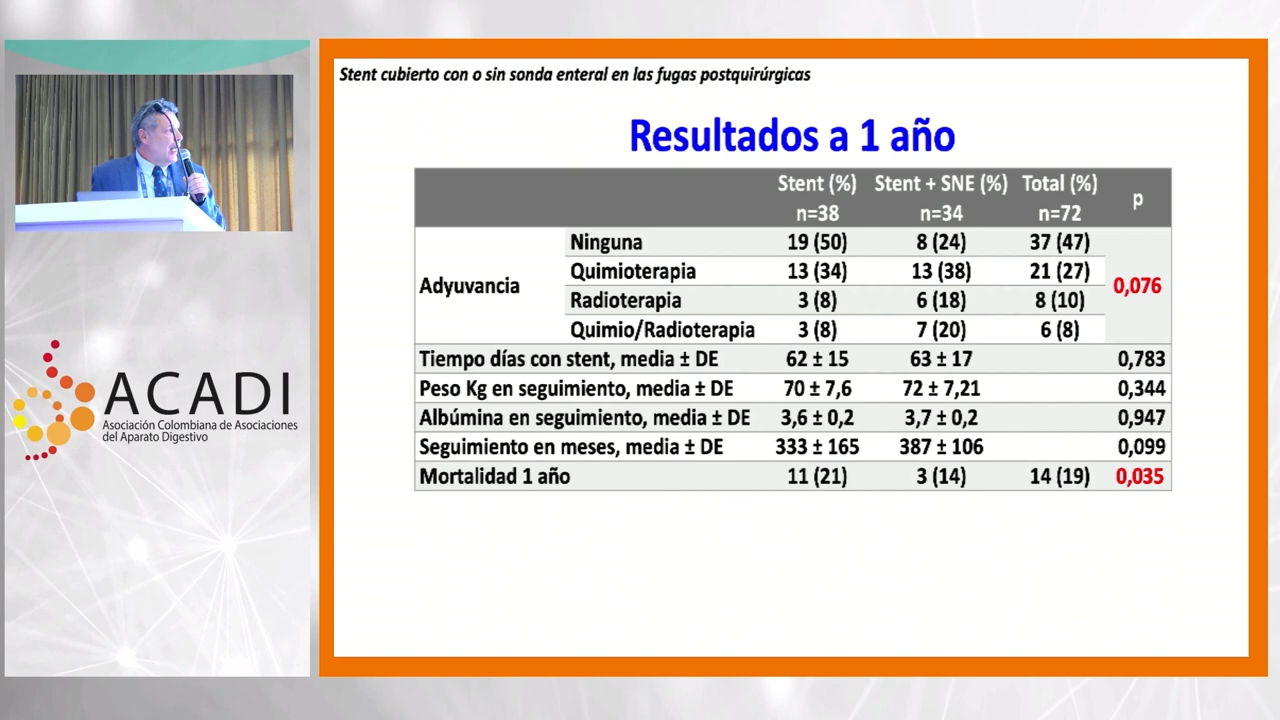 Stent cubierto con o sin sonda enteral en las fugas postquirúrgicas
Resultados a 1 año
Stent (%) Stent + SNE (%) Total (%) p
n=38 n=34 n=72
Adyuvancia Ninguna 19 (50) 8 (24) 37 (47) 0,076
Quimioterapia 13 (34) 13 (38) 21 (27)
Radioterapia 3 (8) 6 (18) 8 (10)
Quimio/Radioterapia 3 (8) 7 (20) 6 (8)
Tiempo días con stent, media ± DE 62 ± 15 63 ± 17 0,783
Peso Kg en seguimiento, media ± DE 70 ± 7,6 72 ± 7,21 0,344
Albúmina en seguimiento, media ± DE 3,6 ± 0,2 3,7 ± 0,2 0,947
Seguimiento en meses, media ± DE 333 ± 165 387 ± 106 0,099
Mortalidad 1 año 11 (21) 3 (14) 14 (19) 0,035
ACADI
Asociación Colombiana de Asociaciones
del Aparato Digestivo